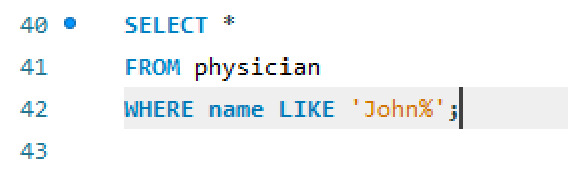 40 SELECT *
41 FROM physician
42 WHERE name LIKE 'John%';
43